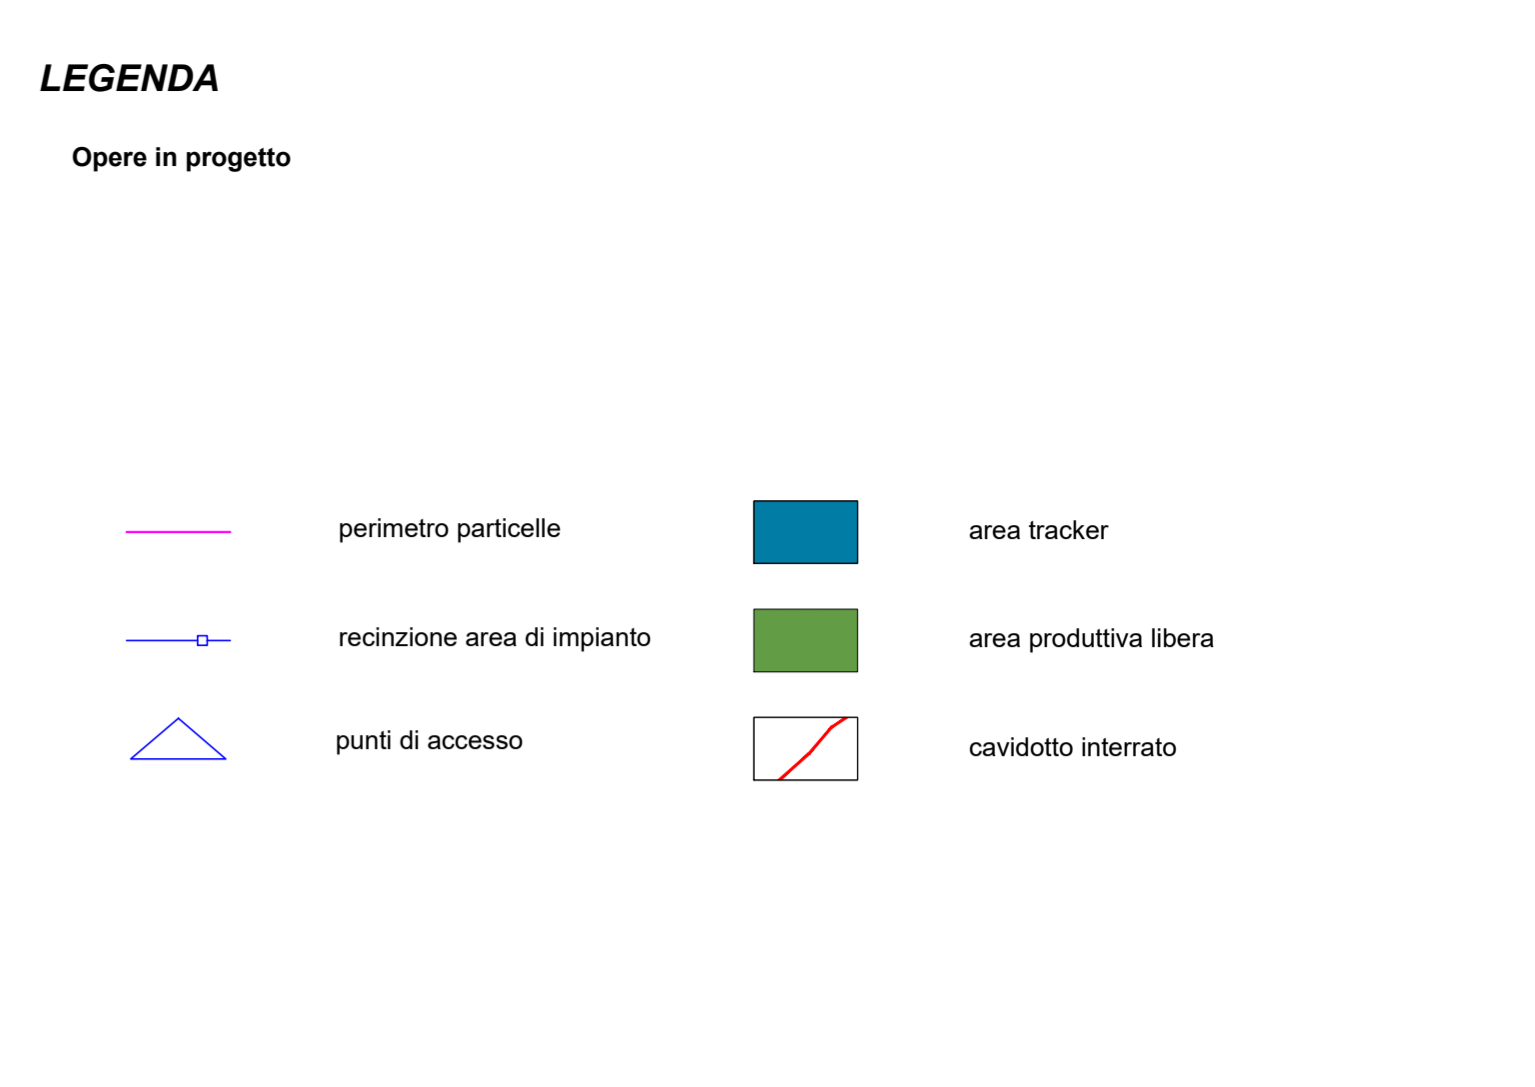 LEGENDA
Opere in progetto
perimetro particelle
area tracker
recinzione area di impianto
area produttiva libera
punti di accesso
cavidotto interrato